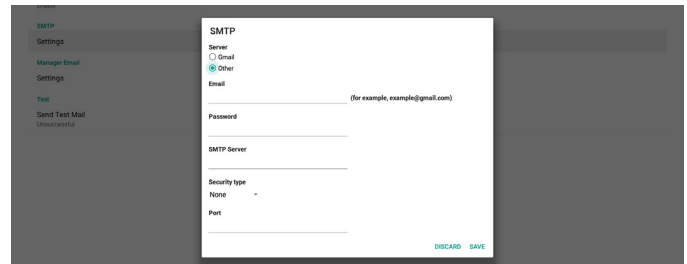 Enable
SMTP
Settings
Manager Email
Settings
Test
Send Test Mail
Unsuccessful
SMTP
Server
Gmail
Other
Email
(for example, example@gmail.com)
Password
SMTP Server
Security type
None
Port
DISCARD SAVE